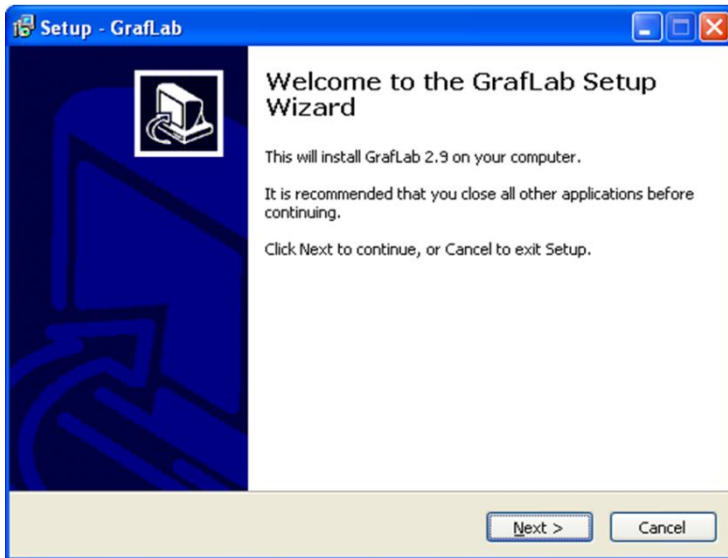 Setup - GrafLab
Welcome to the GrafLab Setup
Wizard
This will install GrafLab 2.9 on your computer.
It is recommended that you close all other applications before
continuing.
Click Next to continue, or Cancel to exit Setup.
Next >
Cancel